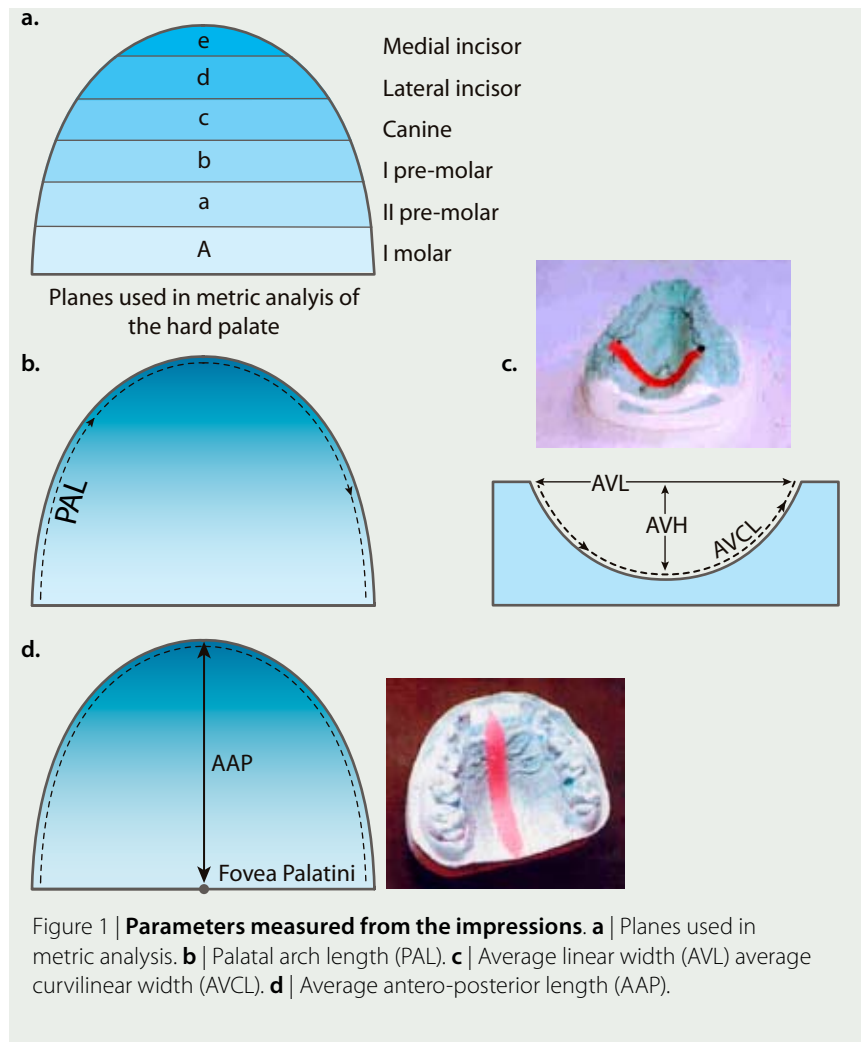 a.
e
Medial incisor
d
Lateral incisor
c
Canine
b
I pre-molar
a
II pre-molar
A
I molar
Planes used in metric analyis of
the hard palate
b.
PAL
c.
AVL
AVH
AVCL
d.
AAP
Fovea Palatini
Figure 1 | Parameters measured from the impressions. a | Planes used in
metric analysis. b | Palatal arch length (PAL). c | Average linear width (AVL) average
curvilinear width (AVCL). d | Average antero-posterior length (AAP).